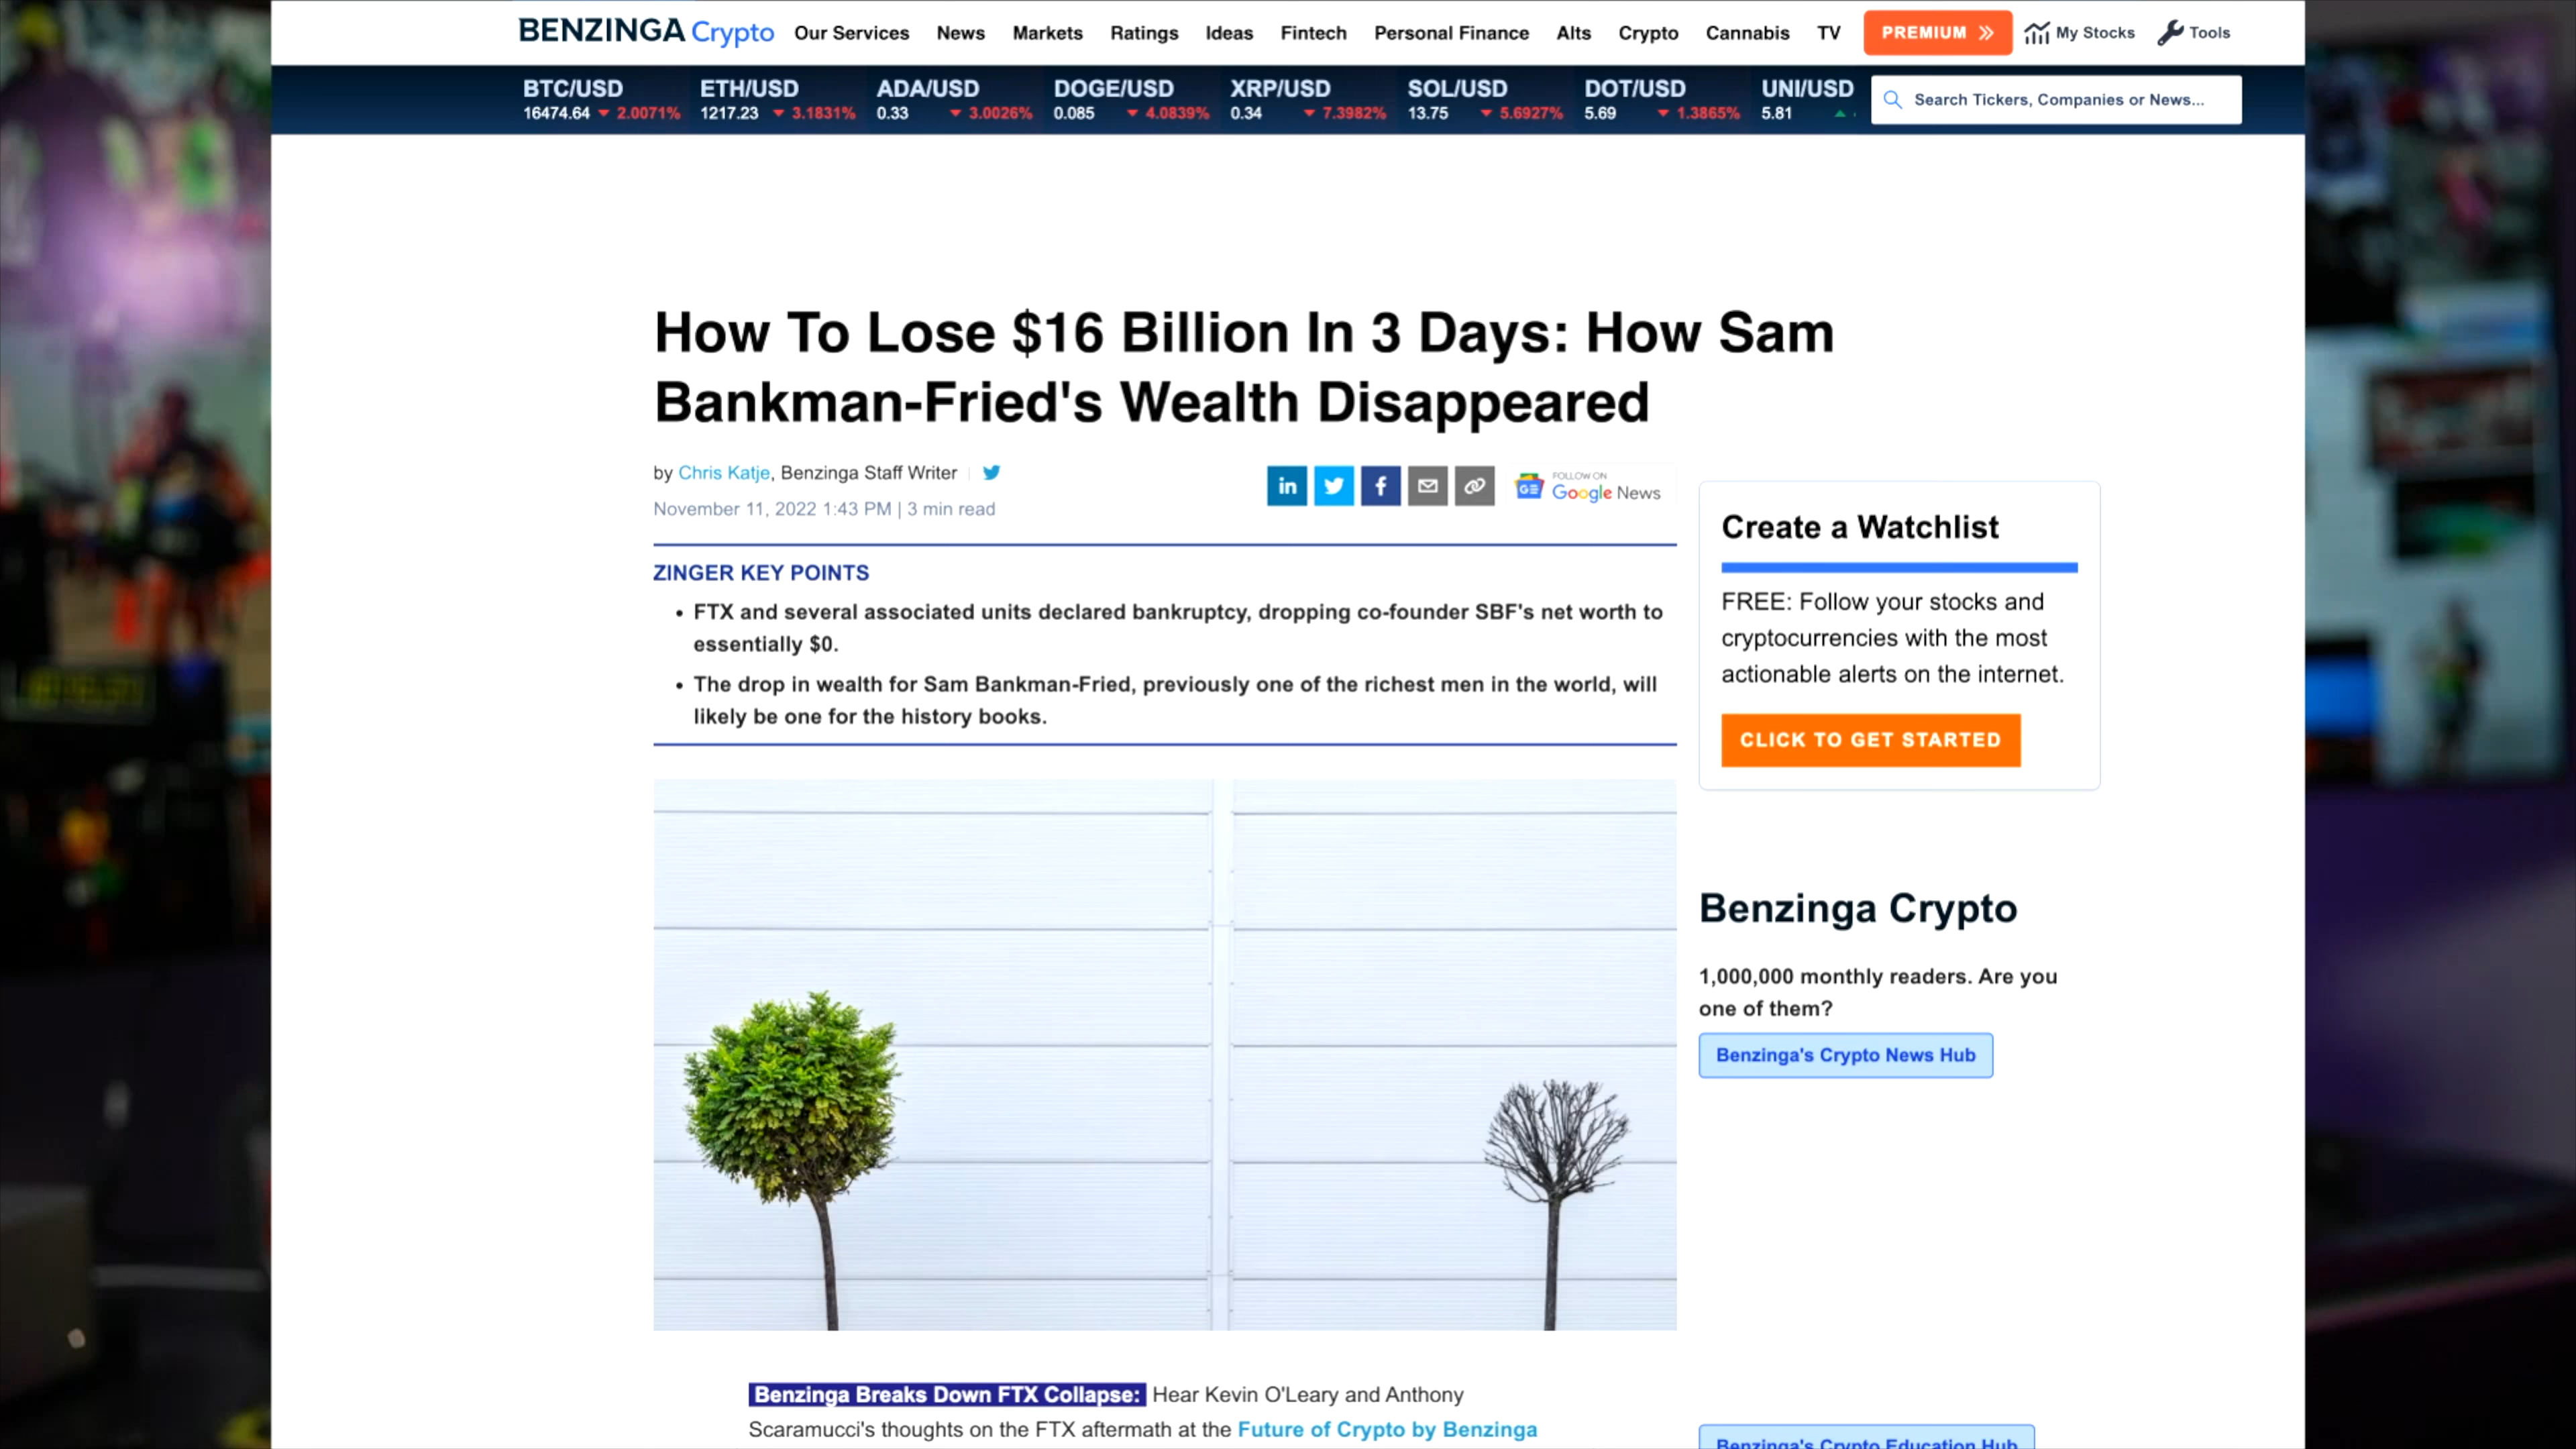 BENZINGA Crypto
Our Services News Markets Ratings Ideas Fintech Personal Finance Alts Crypto Cannabis TV PREMIUM My Stocks Tools
BTC/USD ETH/USD ADA/USD DOGE/USD XRP/USD SOL/USD DOT/USD UNI/USD
16474.64 ▼ 2.0071% 1217.23 ▼ 3.1831% 0.33 ▼ 3.0026% 0.085 ▼ 4.0839% 0.34 ▼ 7.3982% 13.75 ▼ 5.6927% 5.69 ▼ 1.3865% 5.81 ▲
Search Tickers, Companies or News...
How To Lose $16 Billion In 3 Days: How Sam
Bankman-Fried's Wealth Disappeared
by Chris Katje, Benzinga Staff Writer
November 11, 2022 1:43 PM | 3 min read
in f
GE FOLLOW ON
Google News
ZINGER KEY POINTS
• FTX and several associated units declared bankruptcy, dropping co-founder SBF's net worth to
essentially $0.
• The drop in wealth for Sam Bankman-Fried, previously one of the richest men in the world, will
likely be one for the history books.
Create a Watchlist
FREE: Follow your stocks and
cryptocurrencies with the most
actionable alerts on the internet.
CLICK TO GET STARTED
Benzinga Crypto
1,000,000 monthly readers. Are you
one of them?
Benzinga's Crypto News Hub
Benzinga Breaks Down FTX Collapse: Hear Kevin O'Leary and Anthony
Scaramucci's thoughts on the FTX aftermath at the Future of Crypto by Benzinga
Benzinga's Crypto Education Hub